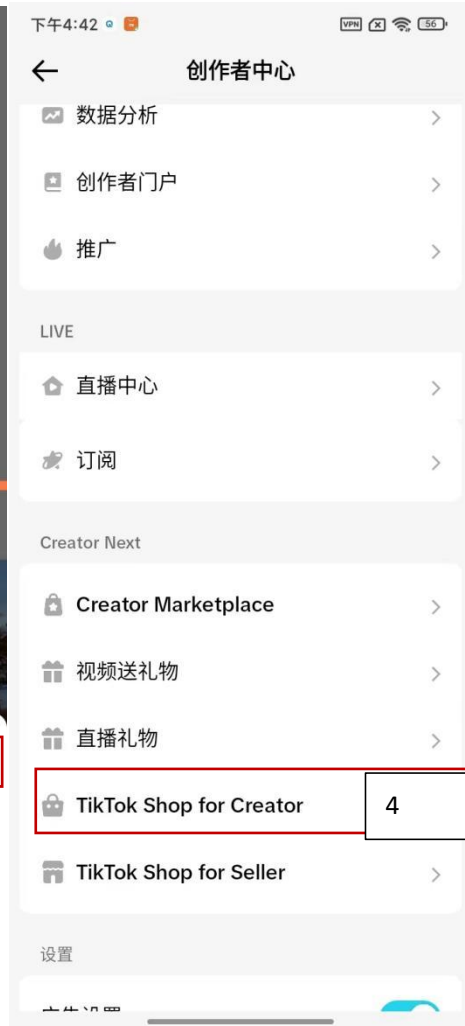 下午4:42
VPN
56
创作者中心
数据分析
创作者门户
推广
LIVE
直播中心
订阅
Creator Next
Creator Marketplace
视频送礼物
直播礼物
TikTok Shop for Creator
4
TikTok Shop for Seller
设置